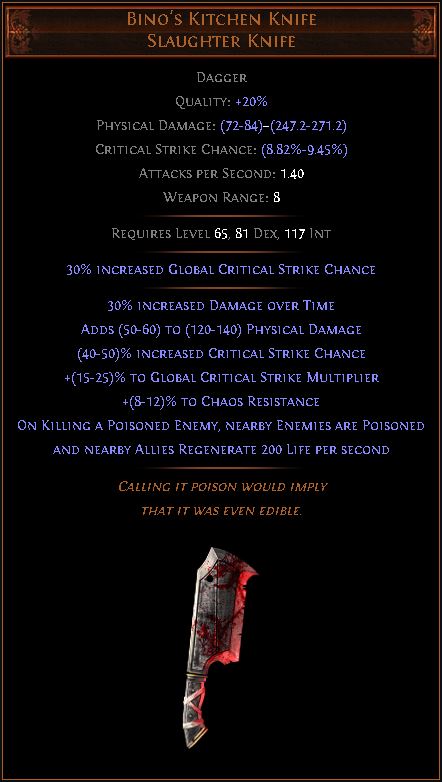 Bino's Kitchen Knife
Slaughter Knife
Dagger
Quality: +20%
Physical Damage: (72-84)–(247.2-271.2)
Critical Strike Chance: (8.82%-9.45%)
Attacks per Second: 1.40
Weapon Range: 8
Requires Level 65, 81 Dex, 117 Int
30% increased Global Critical Strike Chance
30% increased Damage over Time
Adds (50-60) to (120-140) Physical Damage
(40-50)% increased Critical Strike Chance
+(15-25)% to Global Critical Strike Multiplier
+(8-12)% to Chaos Resistance
On Killing a Poisoned Enemy, nearby Enemies are Poisoned
and nearby Allies Regenerate 200 Life per second
Calling it poison would imply
that it was even edible.